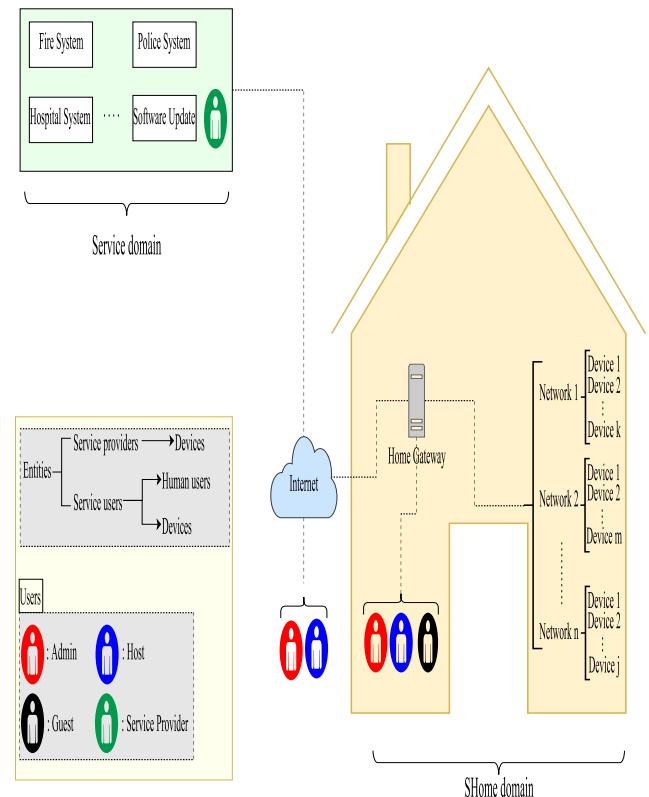 Fire System
Police System
Hospital System
....
Software Update
Service domain
Device 1
Device 2
Network 1
Device k
Home Gateway
Internet
Device 1
Network 2
Device 2
Device m
Device 1
Device 2
Network n
Device j
Service providers
Devices
Entities
Human users
Service users
Devices
Users
: Admin
: Host
: Guest
: Service Provider
SHome domain